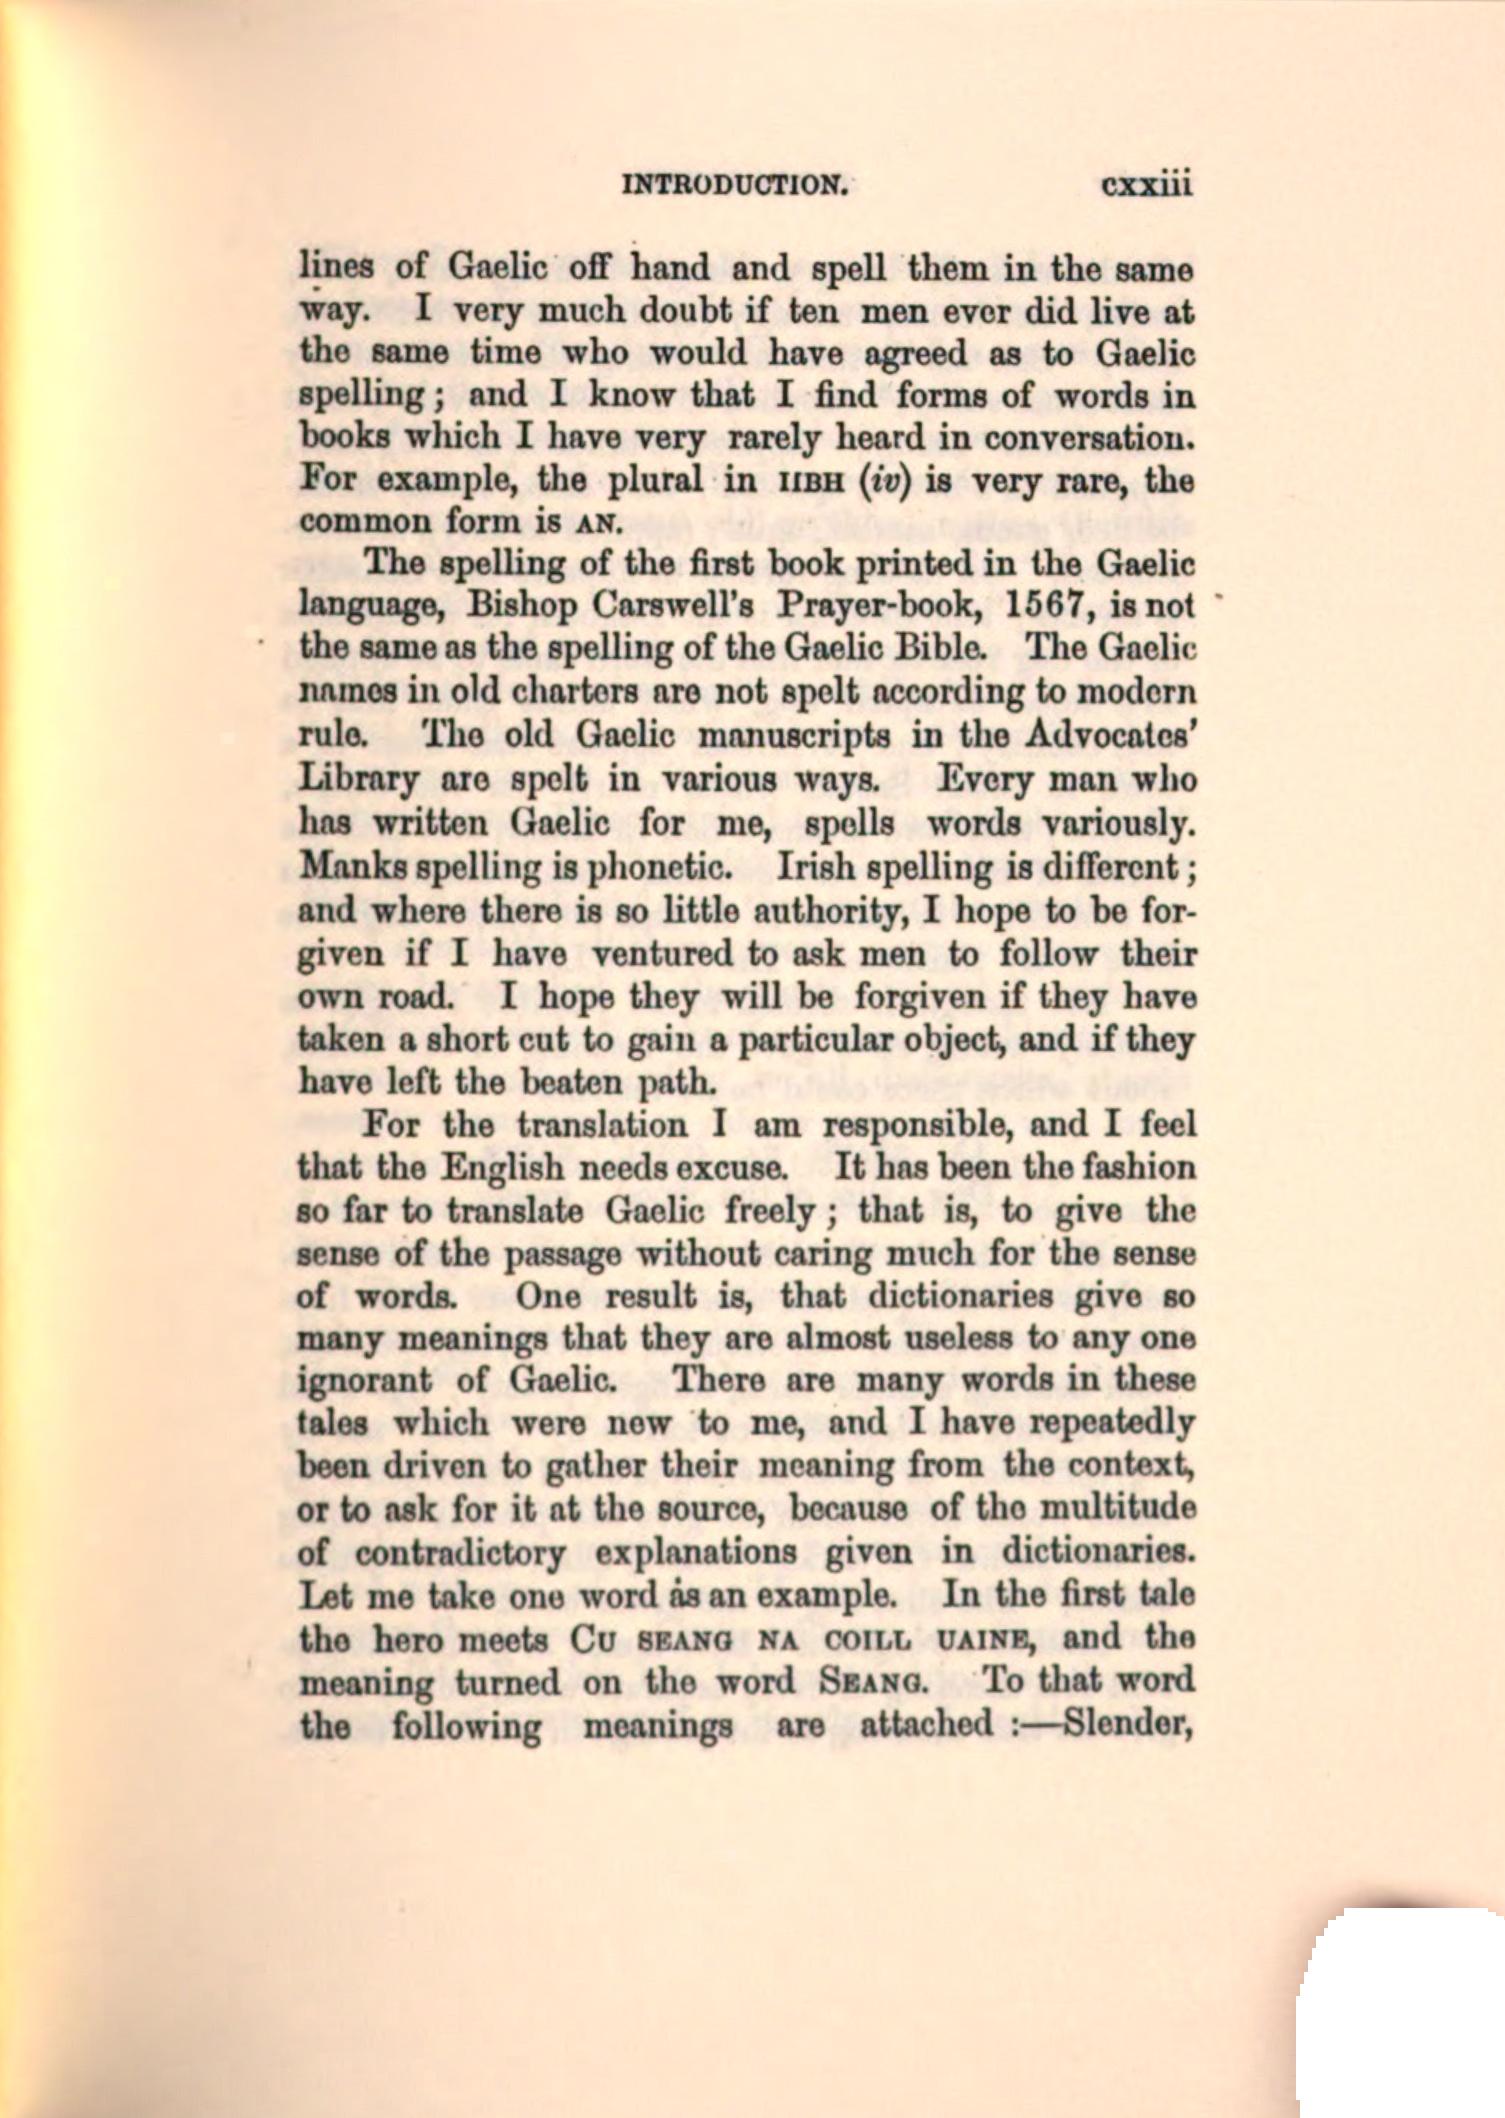 INTRODUCTION. cxxiii
lines of Gaelic off hand and spell them in the same
way. I very much doubt if ten men ever did live at
the same time who would have agreed as to Gaelic
spelling; and I know that I find forms of words in
books which I have very rarely heard in conversation.
For example, the plural in IIBH (iv) is very rare, the
common form is AN.
The spelling of the first book printed in the Gaelic
language, Bishop Carswell's Prayer-book, 1567, is not
the same as the spelling of the Gaelic Bible. The Gaelic
names in old charters are not spelt according to modern
rule. The old Gaelic manuscripts in the Advocates'
Library are spelt in various ways. Every man who
has written Gaelic for me, spells words variously.
Manks spelling is phonetic. Irish spelling is different;
and where there is so little authority, I hope to be for-
given if I have ventured to ask men to follow their
own road. I hope they will be forgiven if they have
taken a short cut to gain a particular object, and if they
have left the beaten path.
For the translation I am responsible, and I feel
that the English needs excuse. It has been the fashion
so far to translate Gaelic freely; that is, to give the
sense of the passage without caring much for the sense
of words. One result is, that dictionaries give so
many meanings that they are almost useless to any one
ignorant of Gaelic. There are many words in these
tales which were new to me, and I have repeatedly
been driven to gather their meaning from the context,
or to ask for it at the source, because of the multitude
of contradictory explanations given in dictionaries.
Let me take one word as an example. In the first tale
the hero meets CU SEANG NA COILL UAINE, and the
meaning turned on the word SEANG. To that word
the following meanings are attached:—Slender,